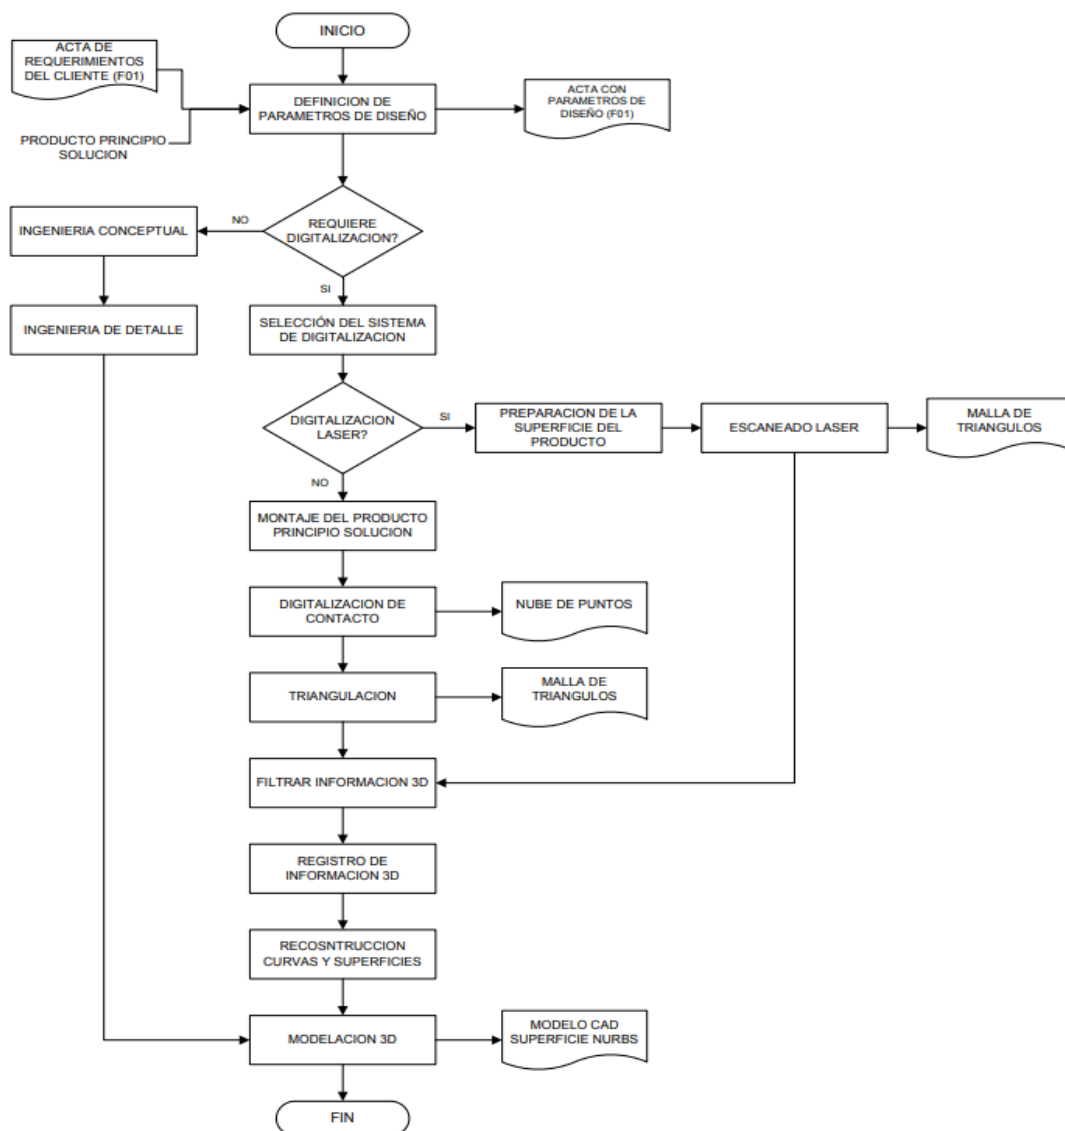 INICIO
ACTA DE
REQUERIMIENTOS
DEL CLIENTE (F01)
DEFINICION DE
PARAMETROS DE DISEÑO
ACTA CON
PARAMETROS DE
DISEÑO (F01)
PRODUCTO PRINCIPIO
SOLUCION
REQUIERE
DIGITALIZACION?
NO
INGENIERIA CONCEPTUAL
SI
INGENIERIA DE DETALLE
SELECCIÓN DEL SISTEMA
DE DIGITALIZACION
DIGITALIZACION
LASER?
SI
PREPARACION DE LA
SUPERFICIE DEL
PRODUCTO
ESCANEADO LASER
MALLA DE
TRIANGULOS
NO
MONTAJE DEL PRODUCTO
PRINCIPIO SOLUCION
DIGITALIZACION DE
CONTACTO
NUBE DE PUNTOS
TRIANGULACION
MALLA DE
TRIANGULOS
FILTRAR INFORMACION 3D
REGISTRO DE
INFORMACION 3D
RECOSNTRUCCION
CURVAS Y SUPERFICIES
MODELACION 3D
MODELO CAD
SUPERFICIE NURBS
FIN